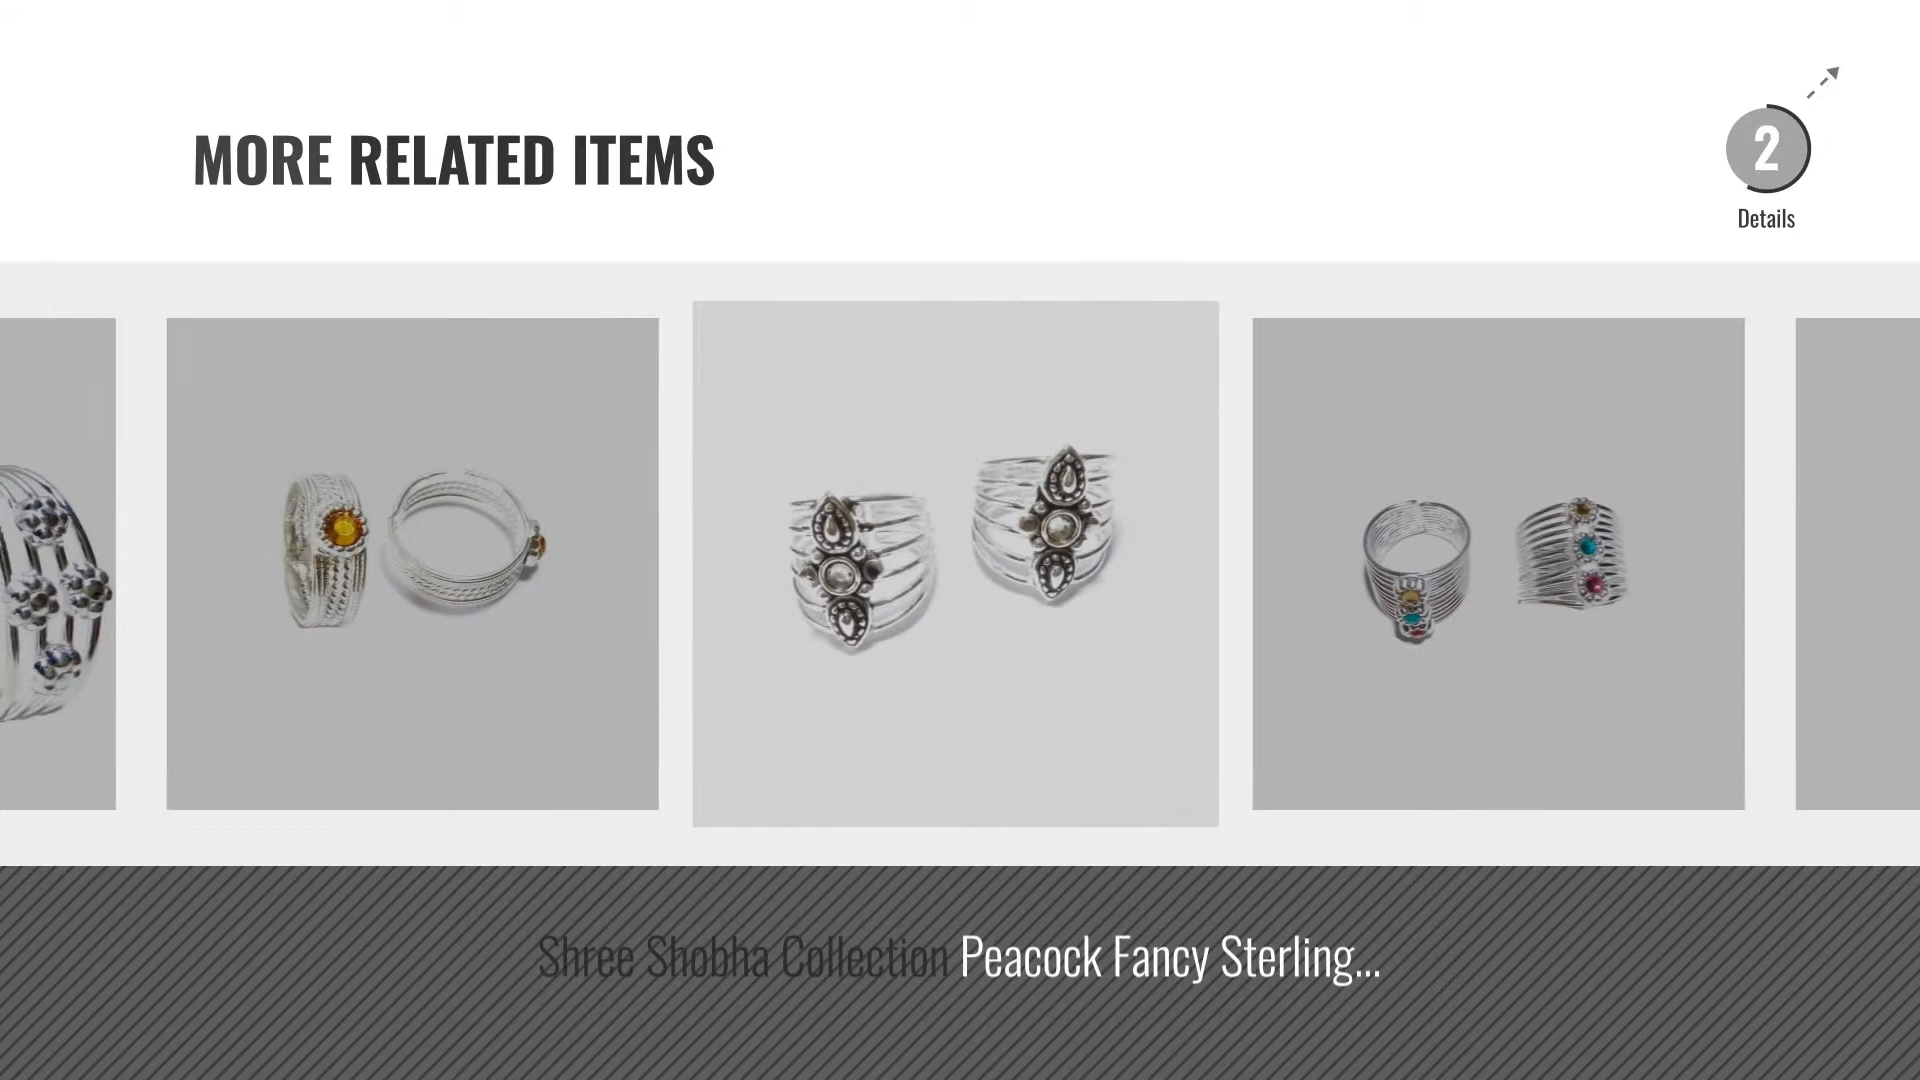 MORE RELATED ITEMS
2
Details
Shree Shobha Collection Peacock Fancy Sterling...